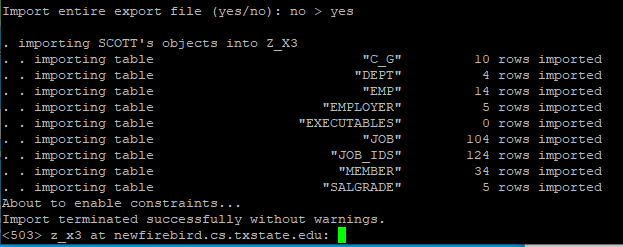 Import entire export file (yes/no): no > yes
. importing SCOTT's objects into Z_X3
. . importing table "C_G" 10 rows imported
. . importing table "DEPT" 4 rows imported
. . importing table "EMP" 14 rows imported
. . importing table "EMPLOYER" 5 rows imported
. . importing table "EXECUTABLES" 0 rows imported
. . importing table "JOB" 104 rows imported
. . importing table "JOB_IDS" 124 rows imported
. . importing table "MEMBER" 34 rows imported
. . importing table "SALGRADE" 5 rows imported
About to enable constraints...
Import terminated successfully without warnings.
<503> z_x3 at newfirebird.cs.txstate.edu: